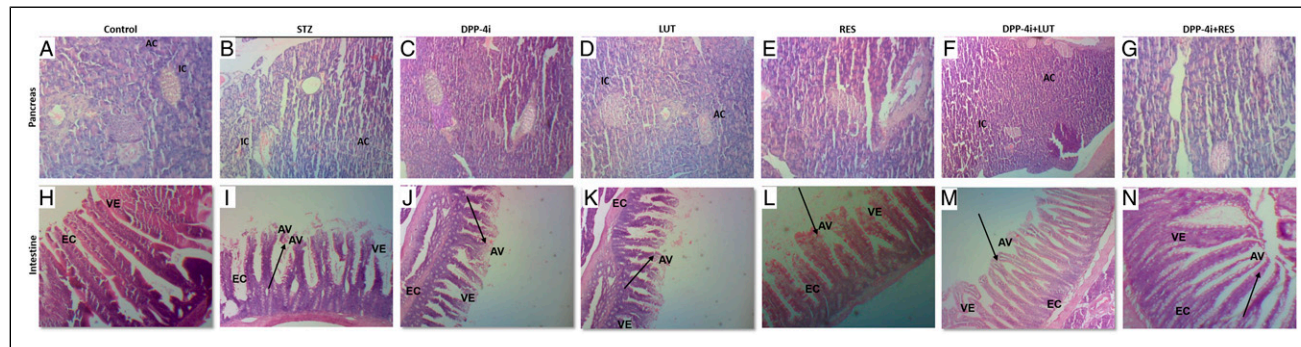 Control STZ DPP-4i LUT RES DPP-4i+LUT DPP-4i+RES
Pancreas
A AC IC
B IC AC
C
D IC AC
E
F AC IC
G
Intestine
H VE EC
I AV AV VE EC
J AV EC VE
K EC AV VE
L AV VE EC
M AV VE EC
N VE AV EC